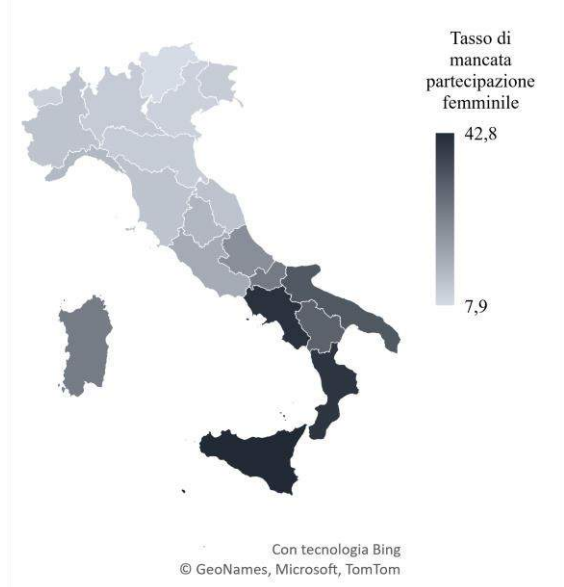 Tasso di
mancata
partecipazione
femminile
42,8
7,9
Con tecnologia Bing
© GeoNames, Microsoft, TomTom